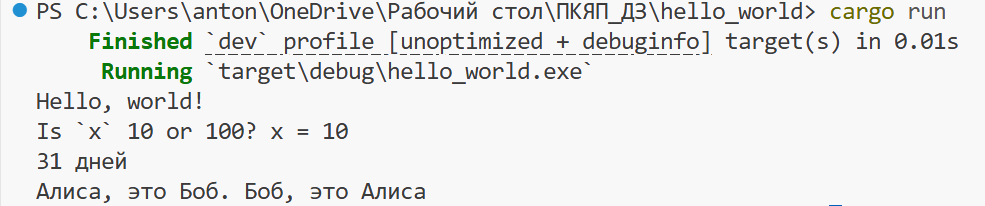 PS C:\Users\anton\OneDrive\Рабочий стол\ПКЯП_ДЗ\hello_world> cargo run
Finished `dev` profile [unoptimized + debuginfo] target(s) in 0.01s
Running `target\debug\hello_world.exe`
Hello, world!
Is `x` 10 or 100? x = 10
31 дней
Алиса, это Боб. Боб, это Алиса